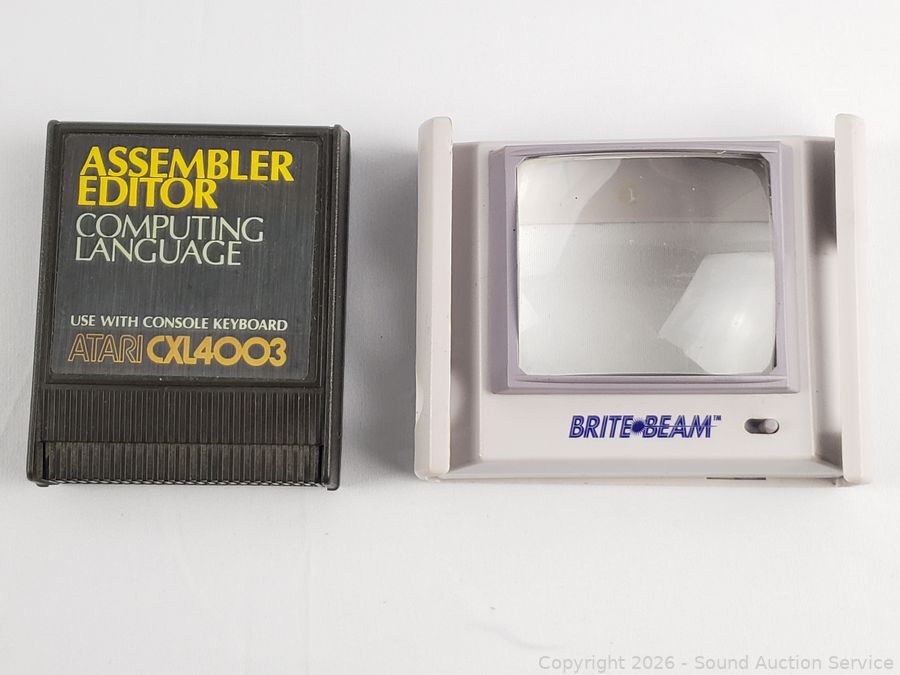 ASSEMBLER
EDITOR
COMPUTING
LANGUAGE
USE WITH CONSOLE KEYBOARD
ATARI CXL4003
BRITE BEAM™
Copyright © 2026 - Sound Auction Service